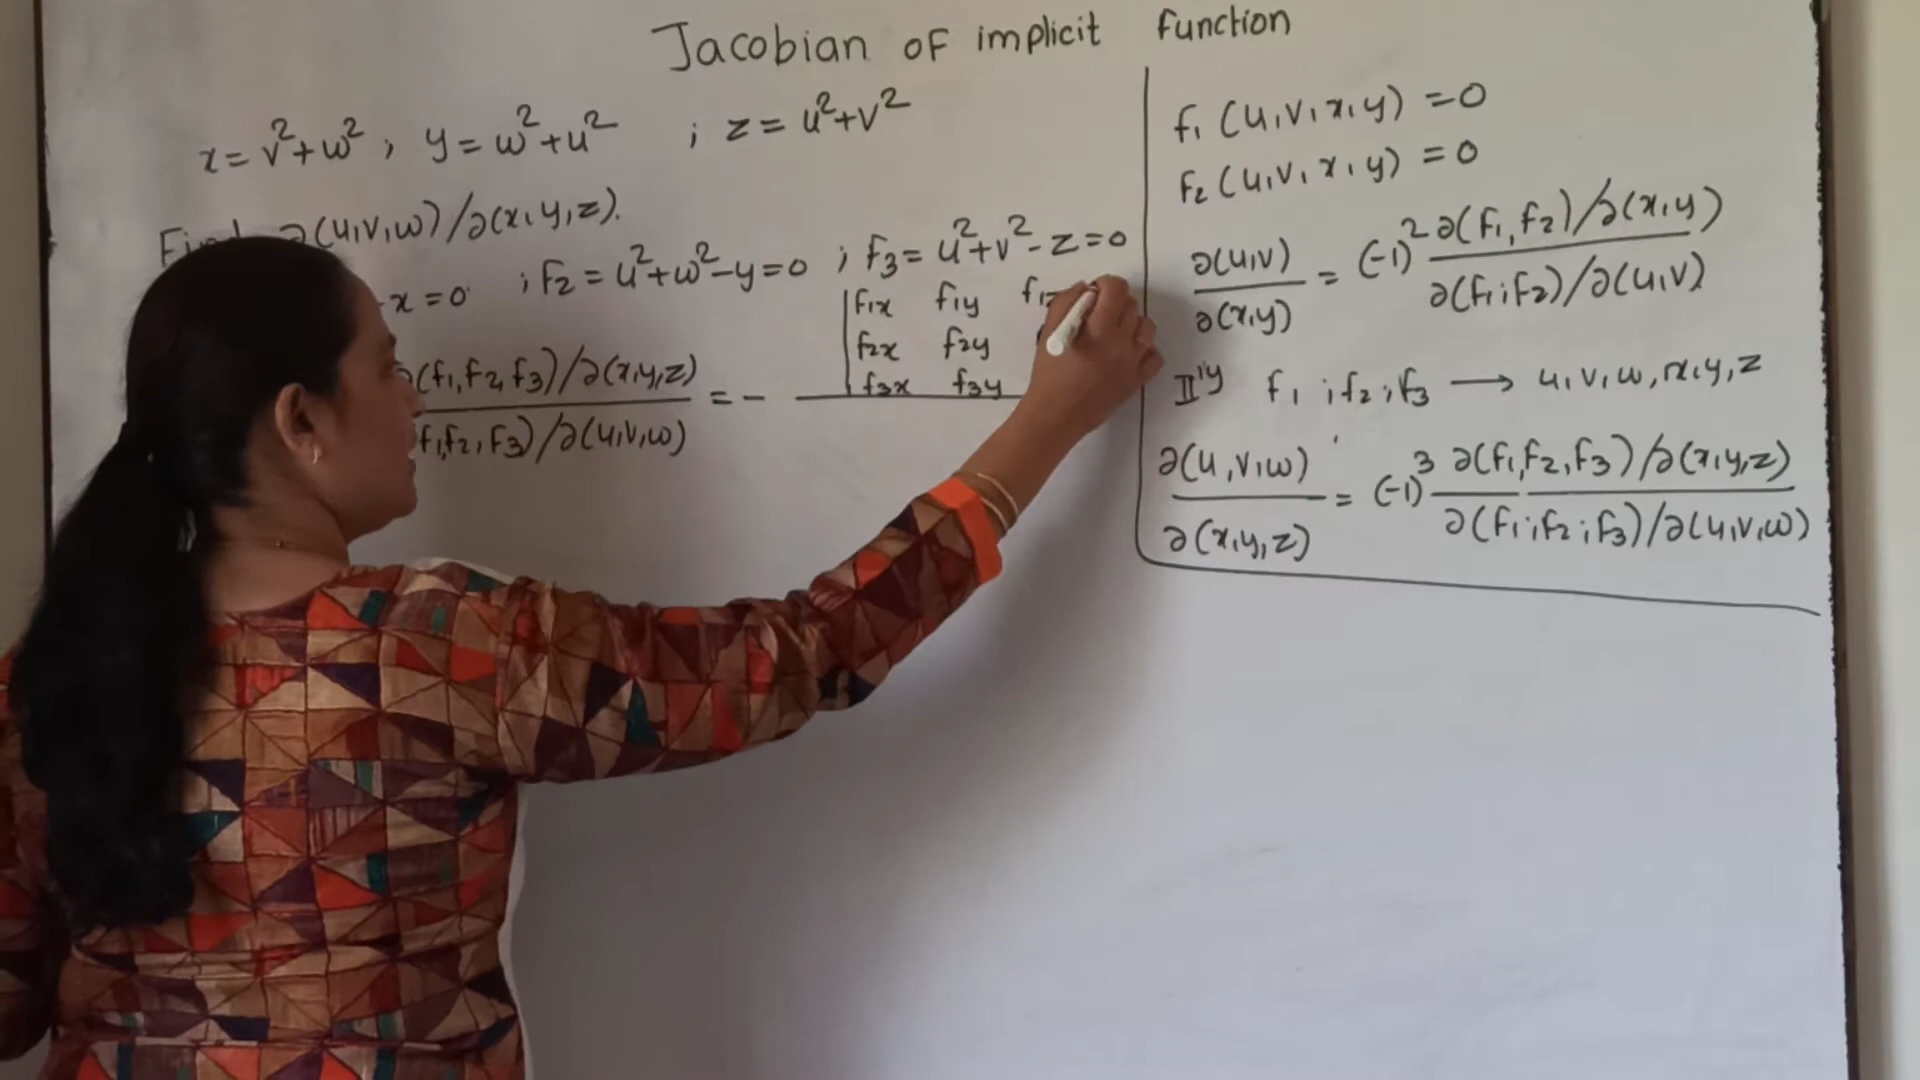 Jacobian of implicit function
x = v²+w² , y = w²+u² ; z = u²+v²
∂(u,v,w)/∂(x,y,z).
-x = 0 ; F2 = u²+w²-y=0 ; F3 = u²+v²-z=0
∂(f1,f2,f3)/∂(x,y,z) = -
f1,f2,f3)/∂(u,v,w)
f1x f1y
f2x f2y
f3x f3y
f1 (u,v,x,y) = 0
F2 (u,v,x,y) = 0
∂(u,v) / ∂(x,y) = (-1)² ∂(f1,f2)/∂(x,y) / ∂(f1;f2)/∂(u,v)
II'y f1 ; f2 ; f3 → u,v,w,x,y,z
∂(u,v,w) / ∂(x,y,z) = (-1)³ ∂(f1,f2,f3)/∂(x,y,z) / ∂(f1;f2;f3)/∂(u,v,w)